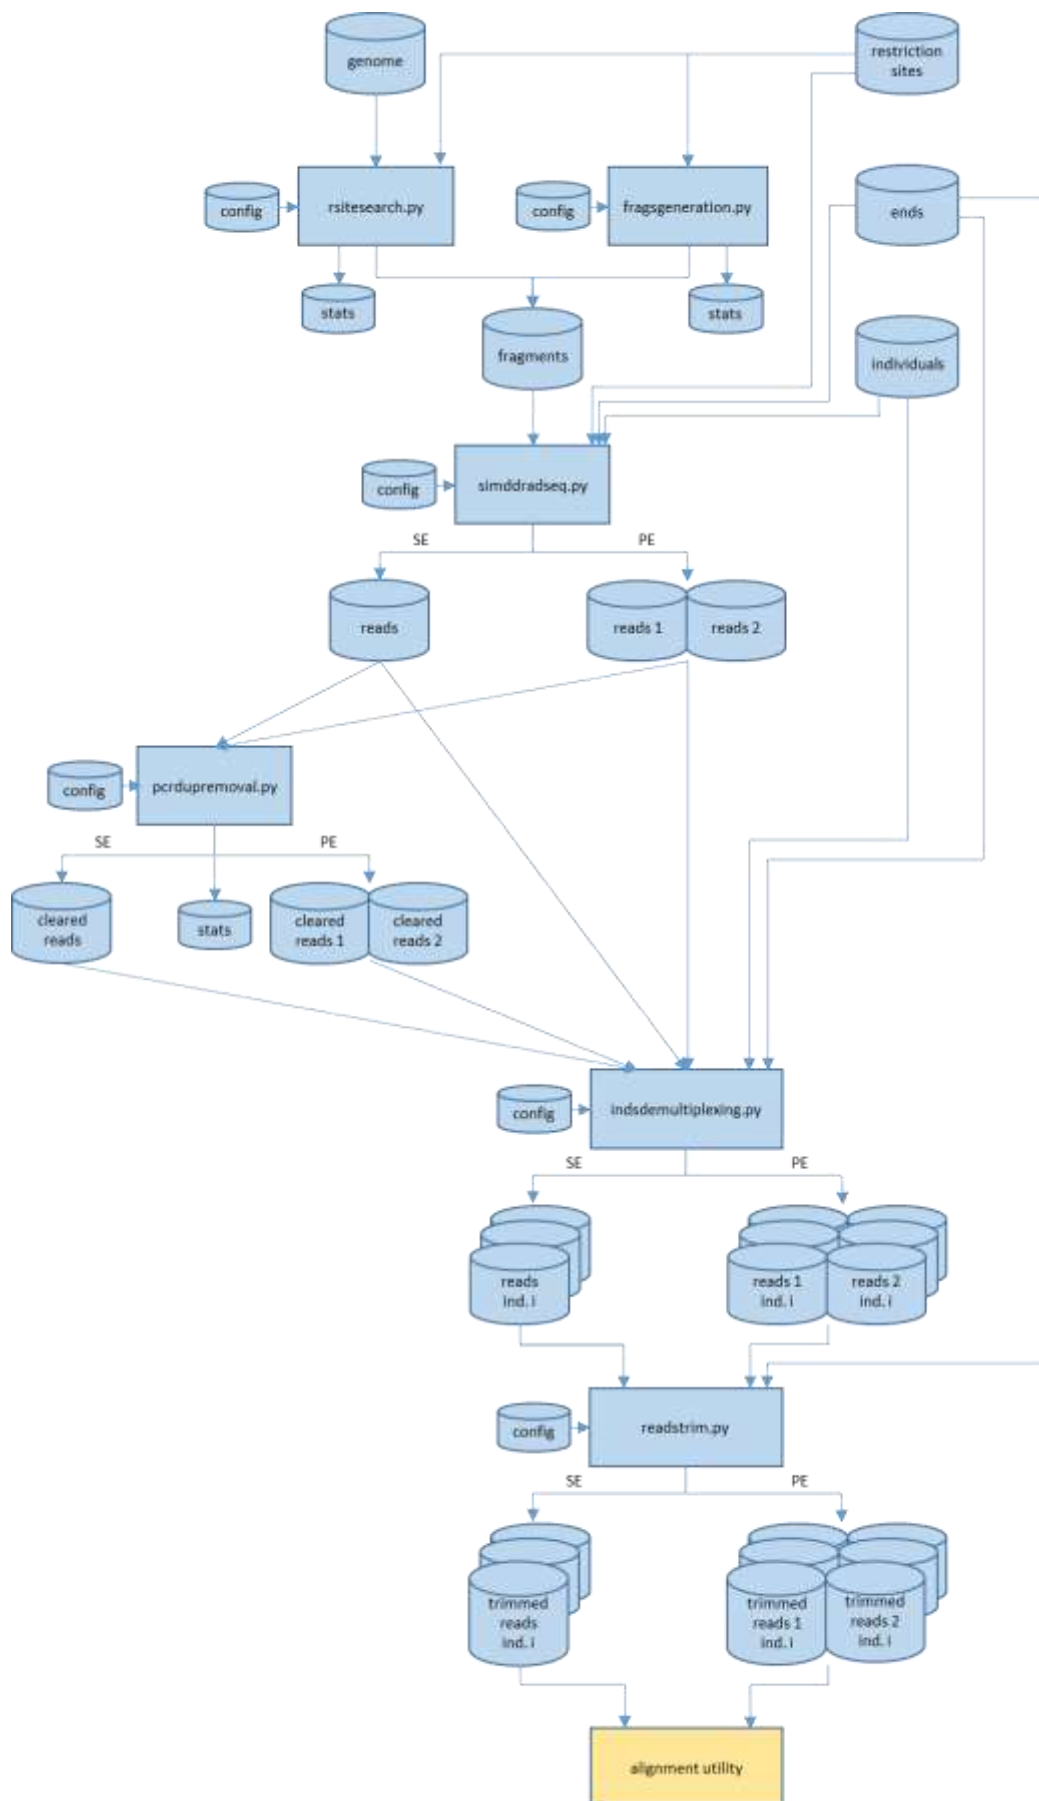 genome
restriction
sites
config
rsitesearch.py
config
fragsgeneration.py
ends
stats
stats
fragments
individuals
config
simddradseq.py
SE
PE
reads
reads 1
reads 2
config
pcrdupremoval.py
SE
PE
cleared
reads
stats
cleared
reads 1
cleared
reads 2
config
indsdemultiplexing.py
SE
PE
reads
ind. i
reads 1
ind. i
reads 2
ind. i
config
readstrim.py
SE
PE
trimmed
reads
ind. i
trimmed
reads 1
ind. i
trimmed
reads 2
ind. i
alignment utility